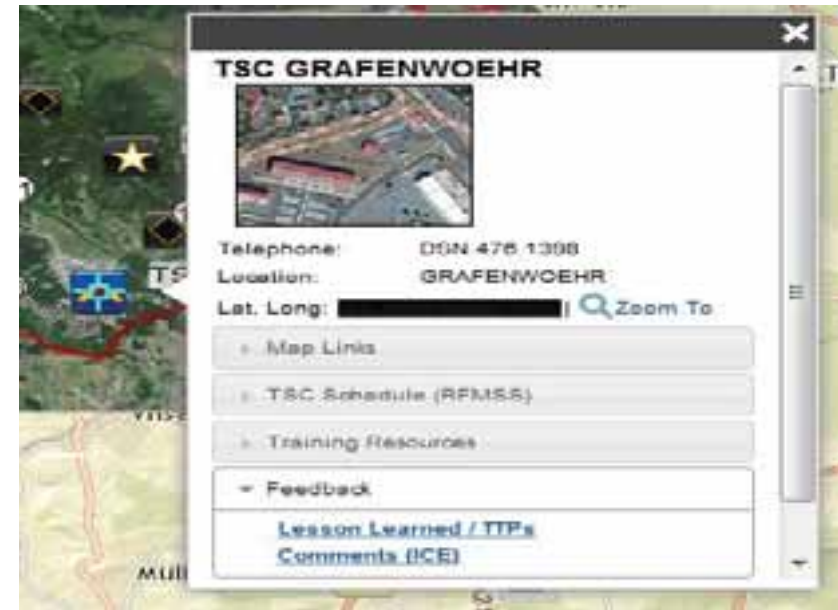 TSC GRAFENWOEHR
Telephone: DSN 476 1398
Location: GRAFENWOEHR
Lat. Long: | Zoom To
Map Links
TSC Schedule (RFMSS)
Training Resources
Feedback
Lesson Learned / TTPs
Comments (ICE)
TS